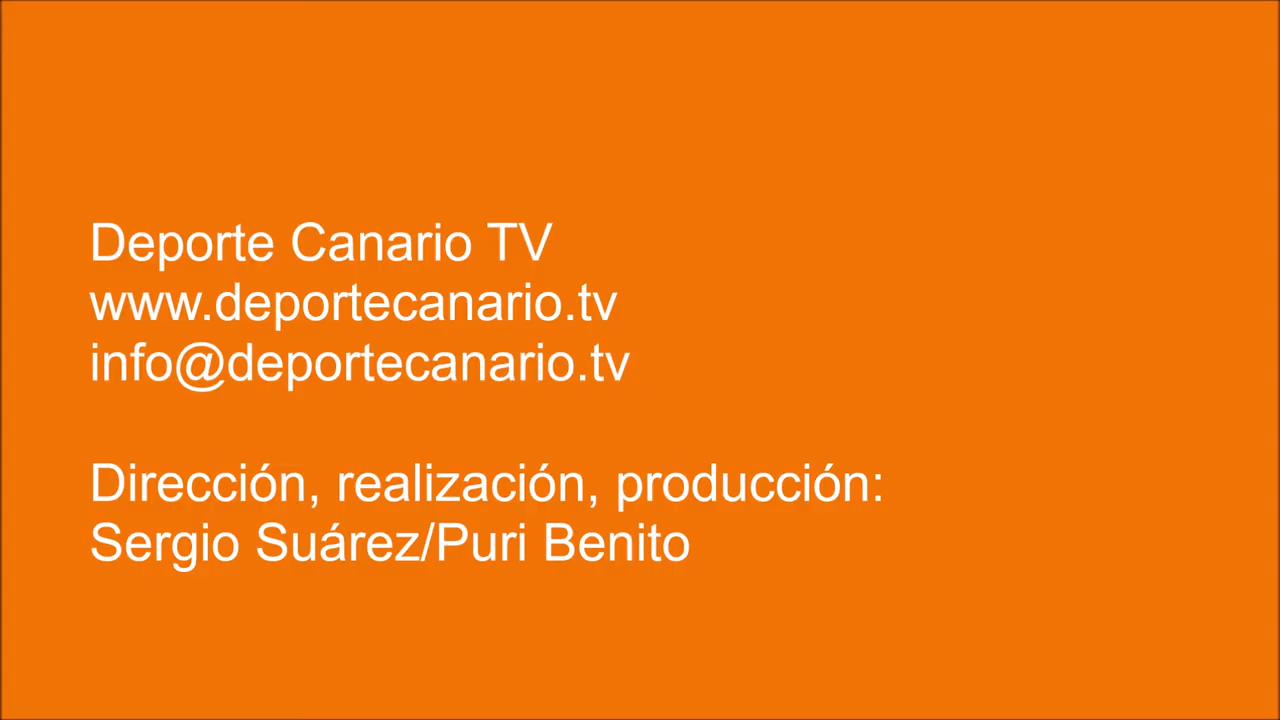 Deporte Canario TV
www.deportecanario.tv
info@deportecanario.tv
Dirección, realización, producción:
Sergio Suárez/Puri Benito